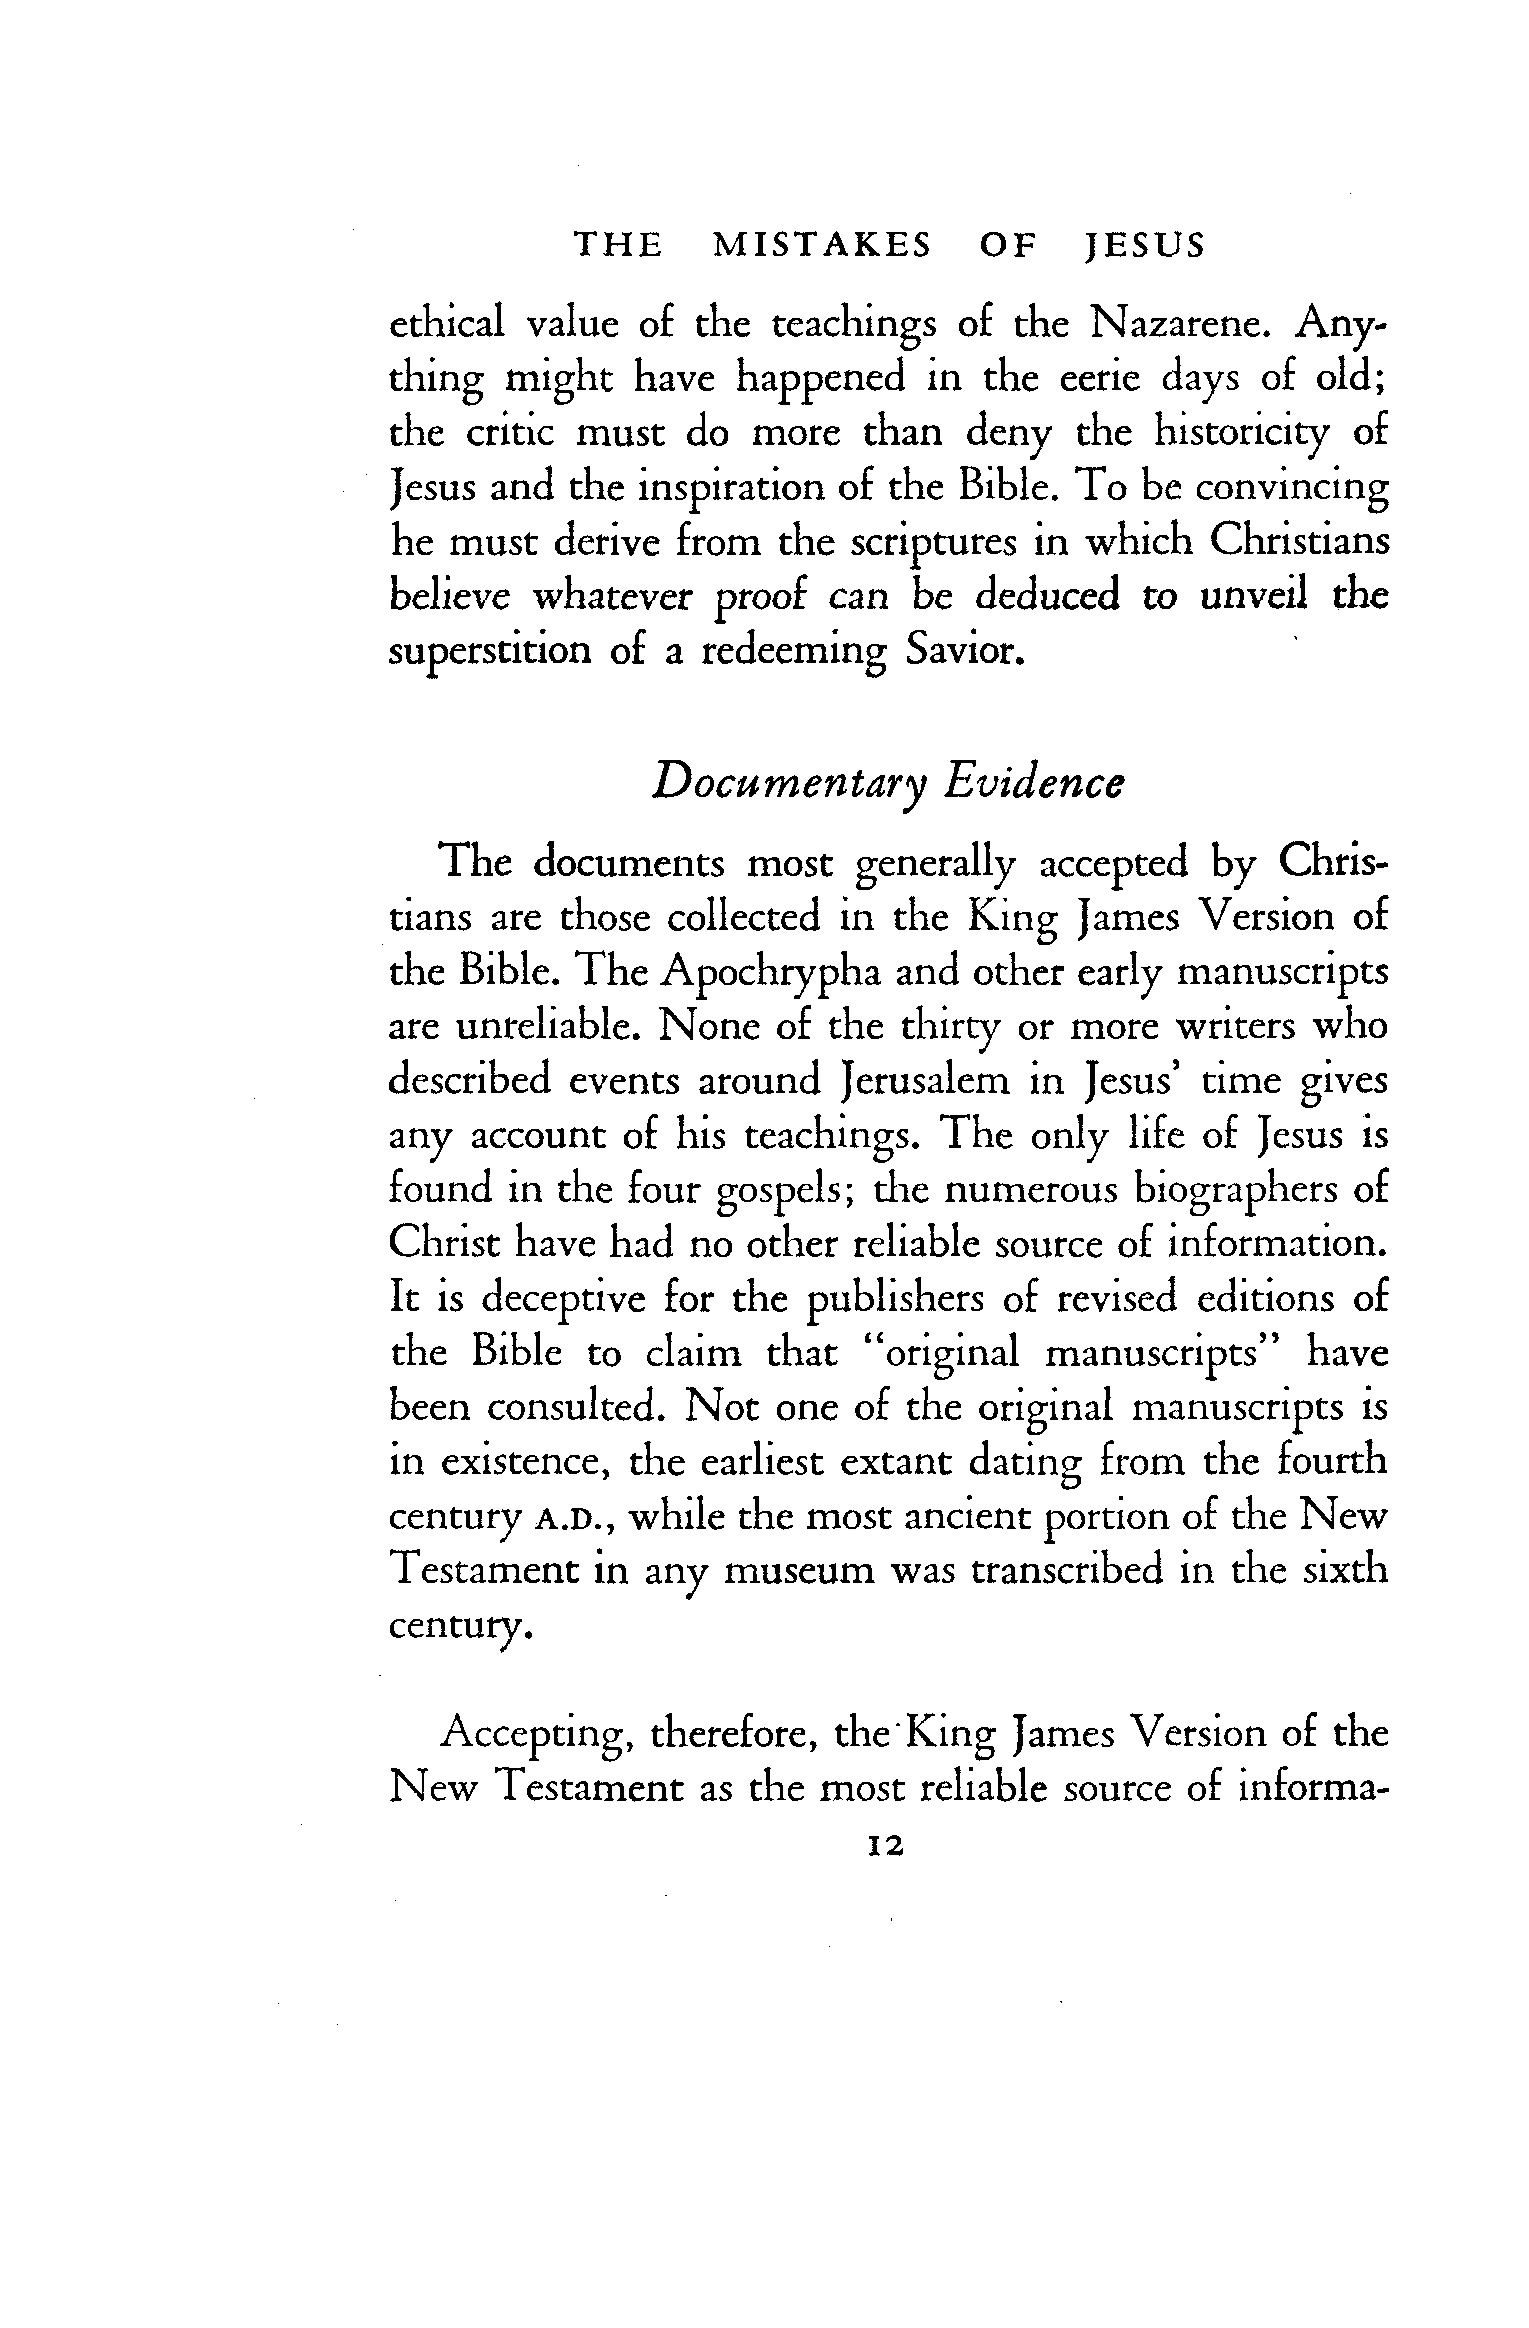 THE MISTAKES OF JESUS
ethical value of the teachings of the Nazarene. Any-
thing might have happened in the eerie days of old;
the critic must do more than deny the historicity of
Jesus and the inspiration of the Bible. To be convincing
he must derive from the scriptures in which Christians
believe whatever proof can be deduced to unveil the
superstition of a redeeming Savior.
Documentary Evidence
The documents most generally accepted by Chris-
tians are those collected in the King James Version of
the Bible. The Apochrypha and other early manuscripts
are unreliable. None of the thirty or more writers who
described events around Jerusalem in Jesus' time gives
any account of his teachings. The only life of Jesus is
found in the four gospels; the numerous biographers of
Christ have had no other reliable source of information.
It is deceptive for the publishers of revised editions of
the Bible to claim that "original manuscripts" have
been consulted. Not one of the original manuscripts is
in existence, the earliest extant dating from the fourth
century A.D., while the most ancient portion of the New
Testament in any museum was transcribed in the sixth
century.
Accepting, therefore, the King James Version of the
New Testament as the most reliable source of informa-
12